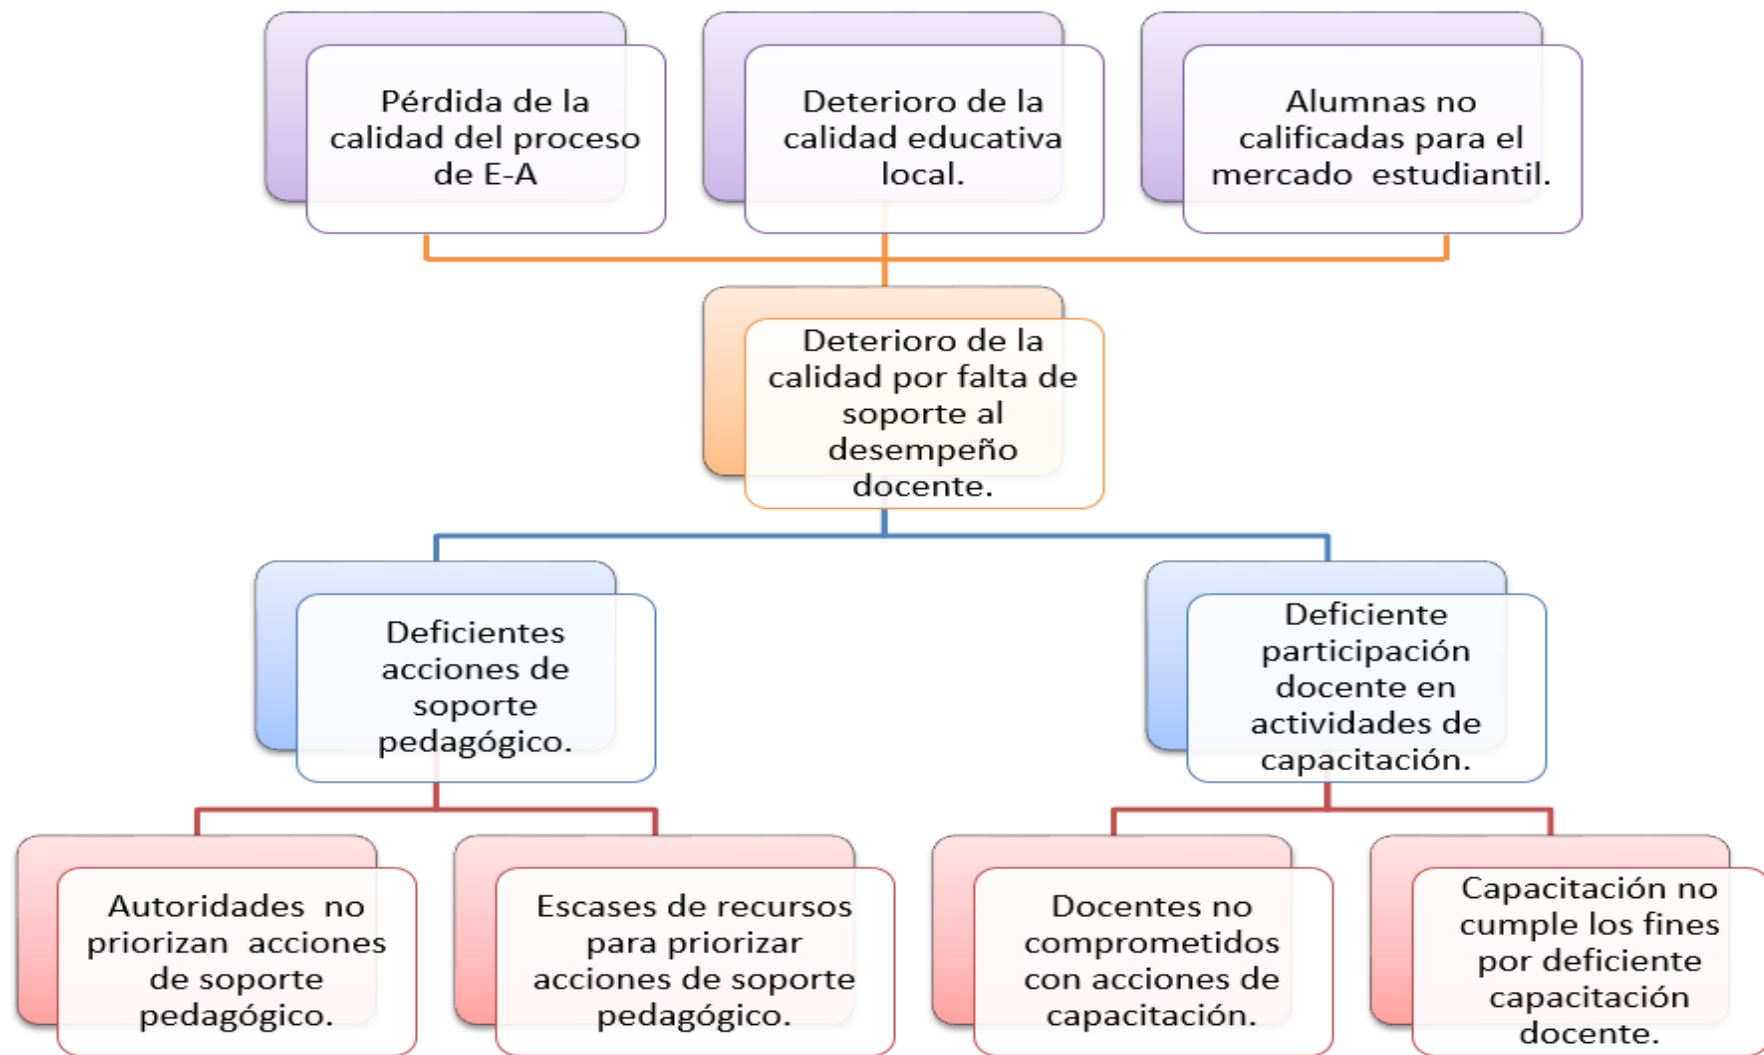 Pérdida de la
calidad del proceso
de E-A
Deterioro de la
calidad educativa
local.
Alumnas no
calificadas para el
mercado estudiantil.
Deterioro de la
calidad por falta de
soporte al
desempeño
docente.
Deficientes
acciones de
soporte
pedagógico.
Deficiente
participación
docente en
actividades de
capacitación.
Autoridades no
priorizan acciones
de soporte
pedagógico.
Escases de recursos
para priorizar
acciones de soporte
pedagógico.
Docentes no
comprometidos
con acciones de
capacitación.
Capacitación no
cumple los fines
por deficiente
capacitación
docente.